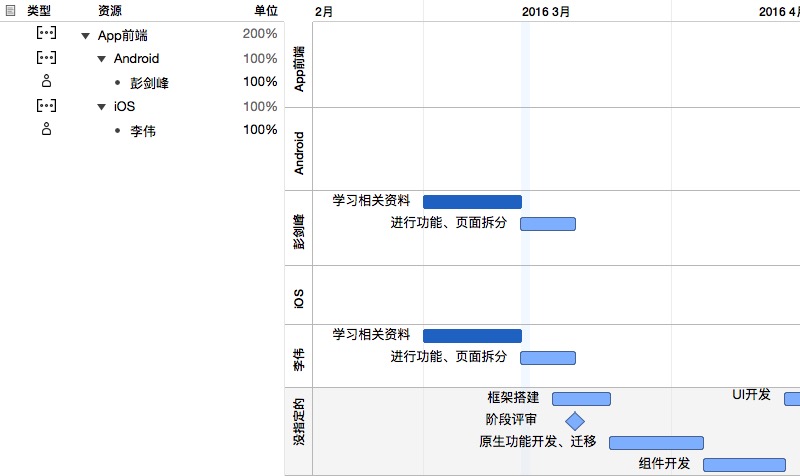 类型 资源 单位 2月 2016 3月 2016 4月
App前端 200%
Android 100%
彭剑峰 100%
iOS 100%
李伟 100%
App前端
Android
彭剑峰
学习相关资料
进行功能、页面拆分
iOS
李伟
学习相关资料
进行功能、页面拆分
没指定的
框架搭建 UI开发
阶段评审
原生功能开发、迁移
组件开发